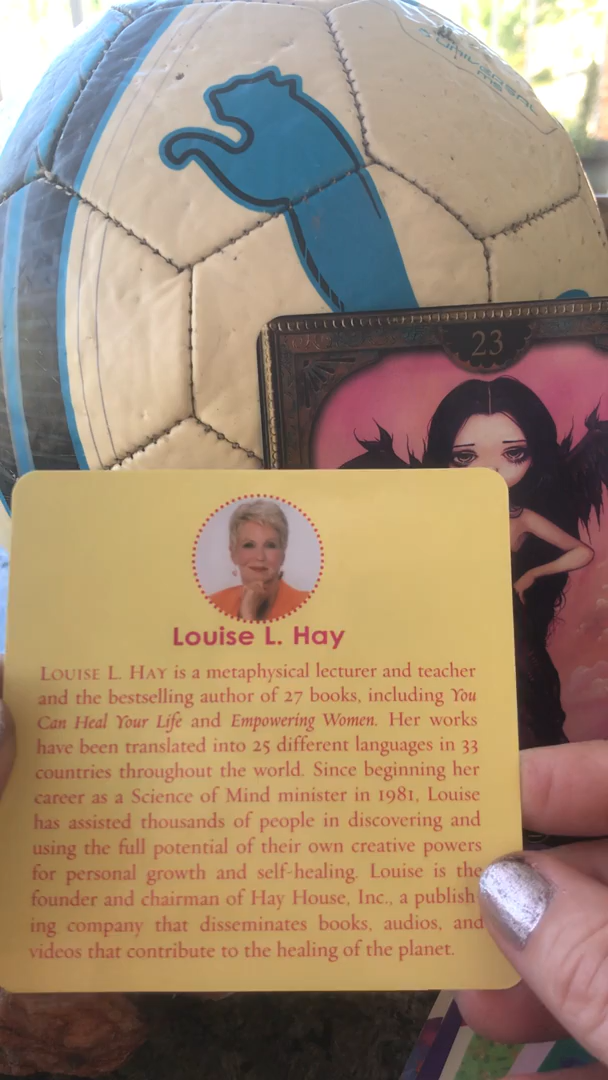 UNIVERSAL
ms
23
Louise L. Hay
LOUISE L. HAY is a metaphysical lecturer and teacher
and the bestselling author of 27 books, including You
Can Heal Your Life and Empowering Women. Her works
have been translated into 25 different languages in 33
countries throughout the world. Since beginning her
career as a Science of Mind minister in 1981, Louise
has assisted thousands of people in discovering and
using the full potential of their own creative powers
for personal growth and self-healing. Louise is the
founder and chairman of Hay House, Inc., a publish
ing company that disseminates books, audios, and
videos that contribute to the healing of the planet.